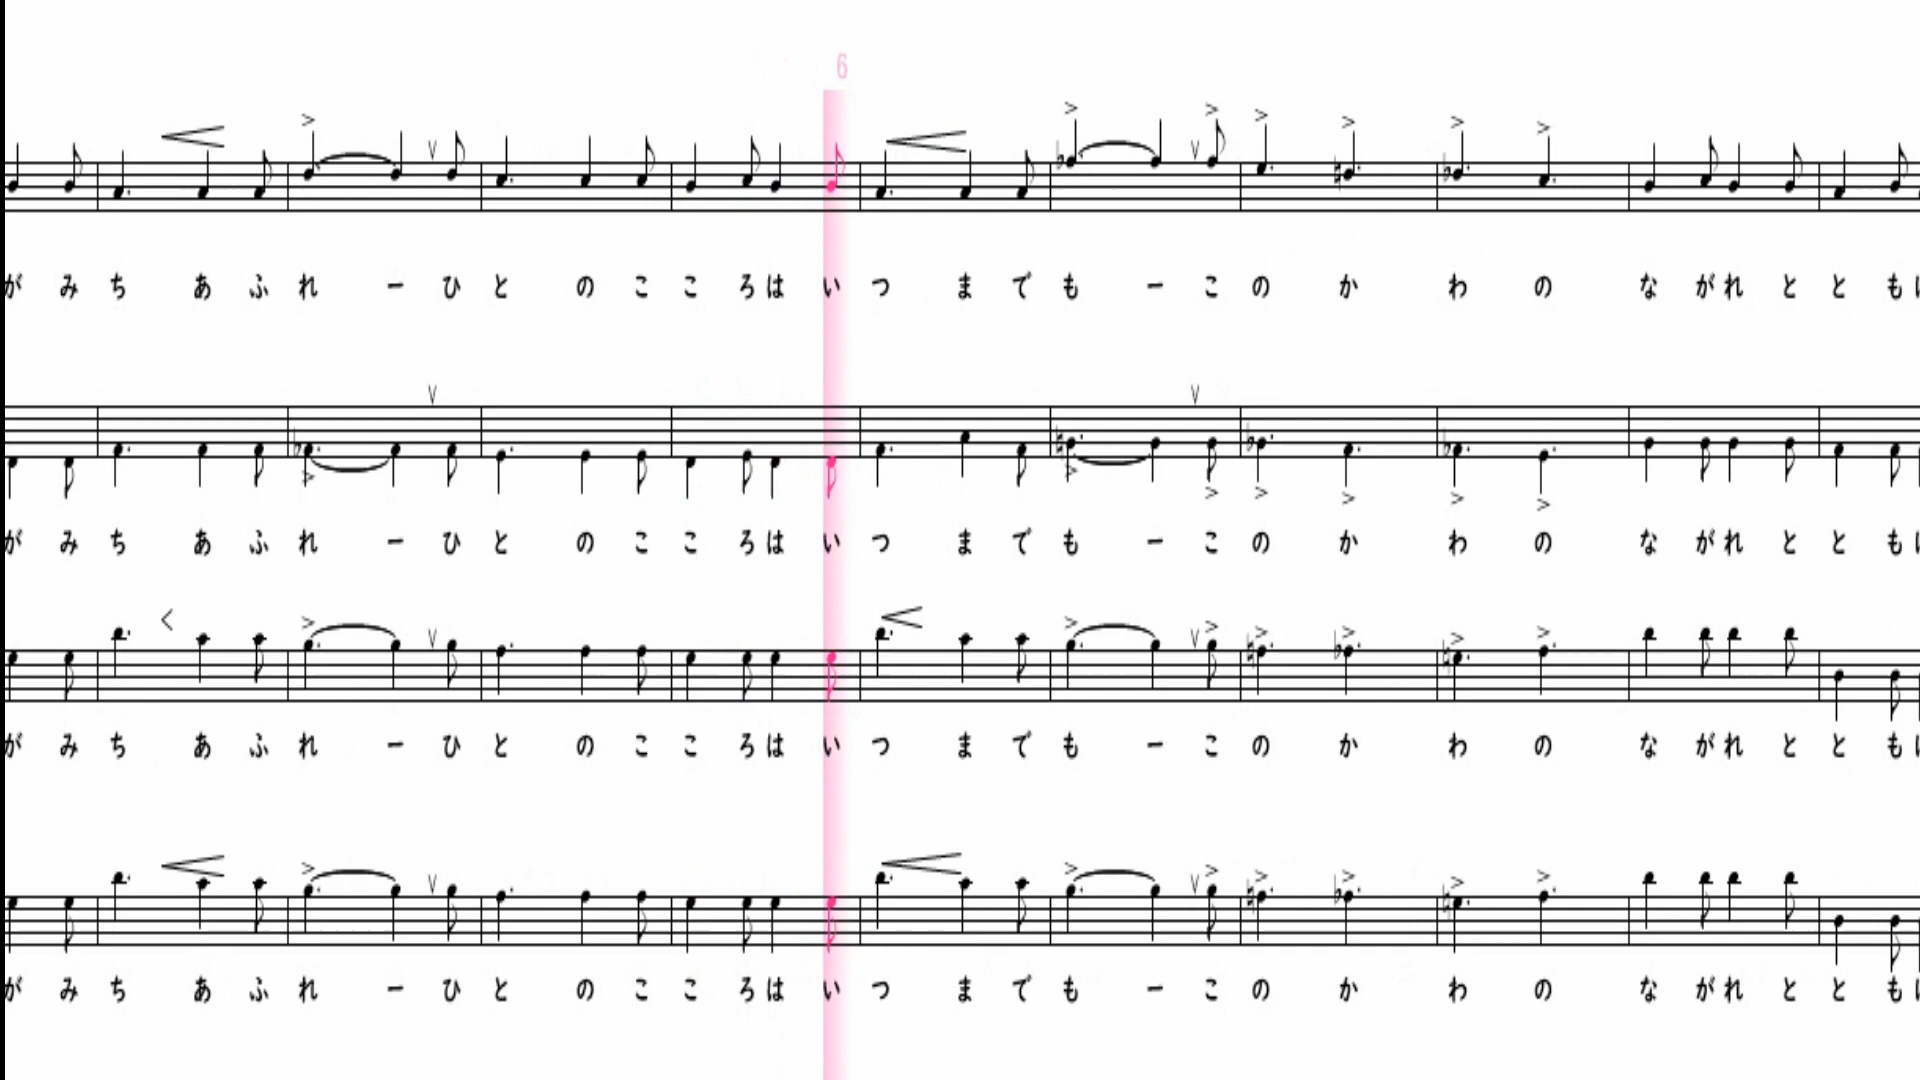 6
が み ち あ ふ れ ー ひ と の こ こ ろ は い つ ま で も ー こ の か わ の な が れ と と も
が み ち あ ふ れ ー ひ と の こ こ ろ は い つ ま で も ー こ の か わ の な が れ と と も
が み ち あ ふ れ ー ひ と の こ こ ろ は い つ ま で も ー こ の か わ の な が れ と と も
が み ち あ ふ れ ー ひ と の こ こ ろ は い つ ま で も ー こ の か わ の な が れ と と も